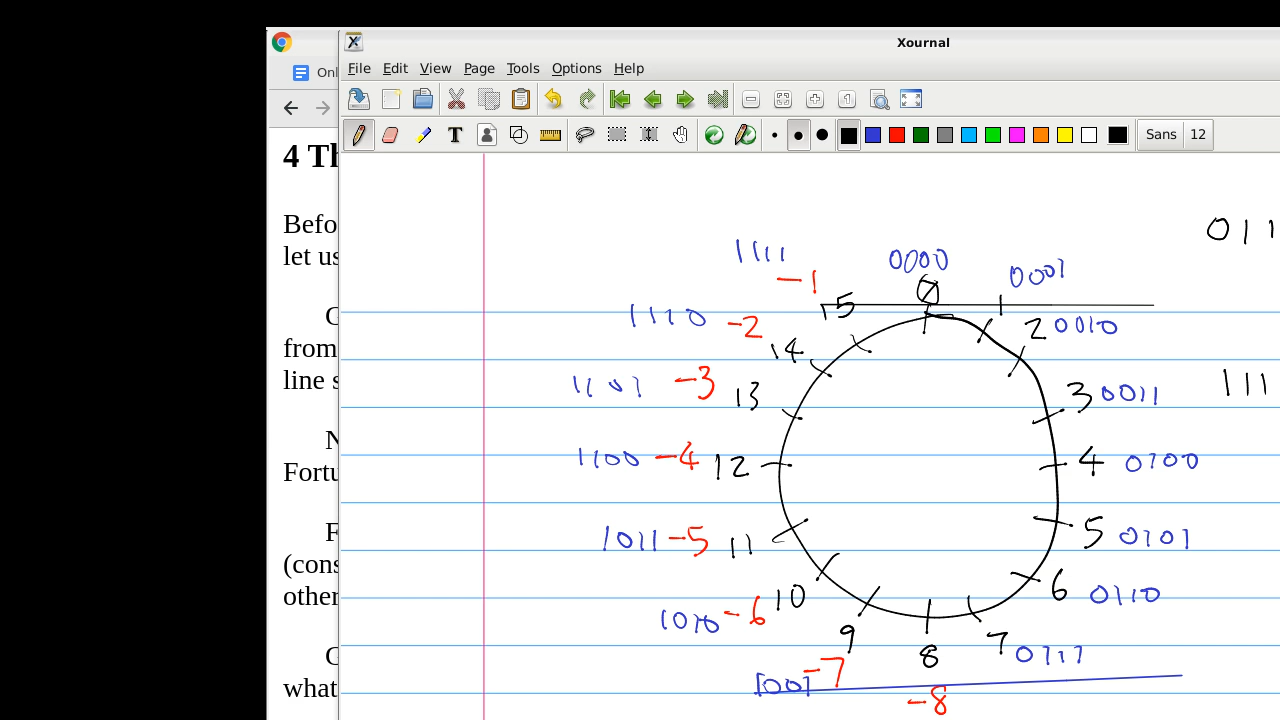 Xournal
Onl
File Edit View Page Tools Options Help
T 1 Sans 12
4 Th
Befo
let us
from
line s
Fortu
F
(cons
other
what
011
1111 0000 0001
-1 0
1110 -2 15 2 0010
14
1101 -3 13 3 0011 111
1100 -4 12 4 0100
1011 -5 11 5 0101
1010 -6 10 6 0110
9 8 7 0111
1001 -7
-8